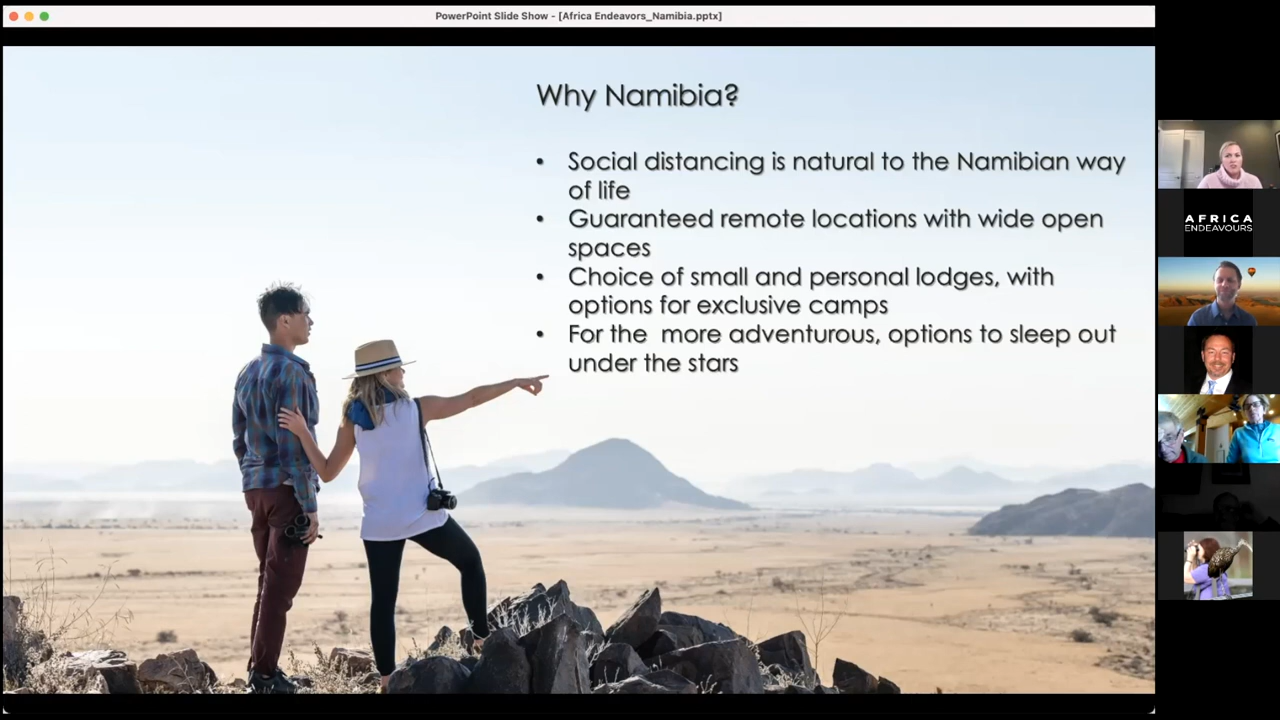 PowerPoint Slide Show - [Africa Endeavors_Namibia.pptx]
Why Namibia?
• Social distancing is natural to the Namibian way
of life
• Guaranteed remote locations with wide open
spaces
• Choice of small and personal lodges, with
options for exclusive camps
• For the  more adventurous, options to sleep out
under the stars
AFRICA
ENDEAVOURS